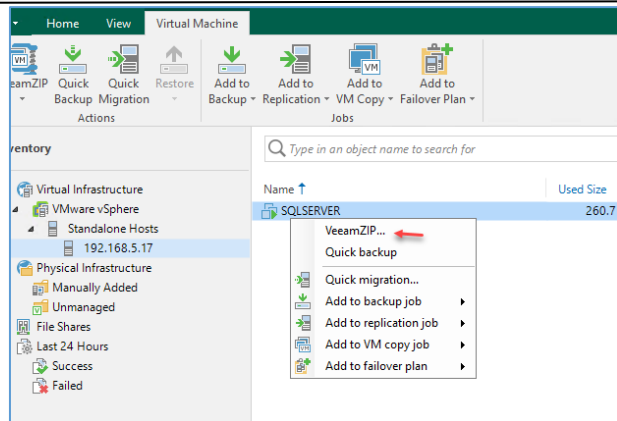 Home View Virtual Machine
VM
eamZIP Quick Quick Restore Add to Add to Add to Add to
Backup Migration Backup Replication VM Copy Failover Plan
Actions Jobs
VM
entory
Type in an object name to search for
Virtual Infrastructure
VMware vSphere
Standalone Hosts
192.168.5.17
Physical Infrastructure
Manually Added
Unmanaged
File Shares
Last 24 Hours
Success
Failed
Name Used Size
SQLSERVER 260.7
VeeamZIP...
Quick backup
Quick migration...
Add to backup job
Add to replication job
Add to VM copy job
Add to failover plan